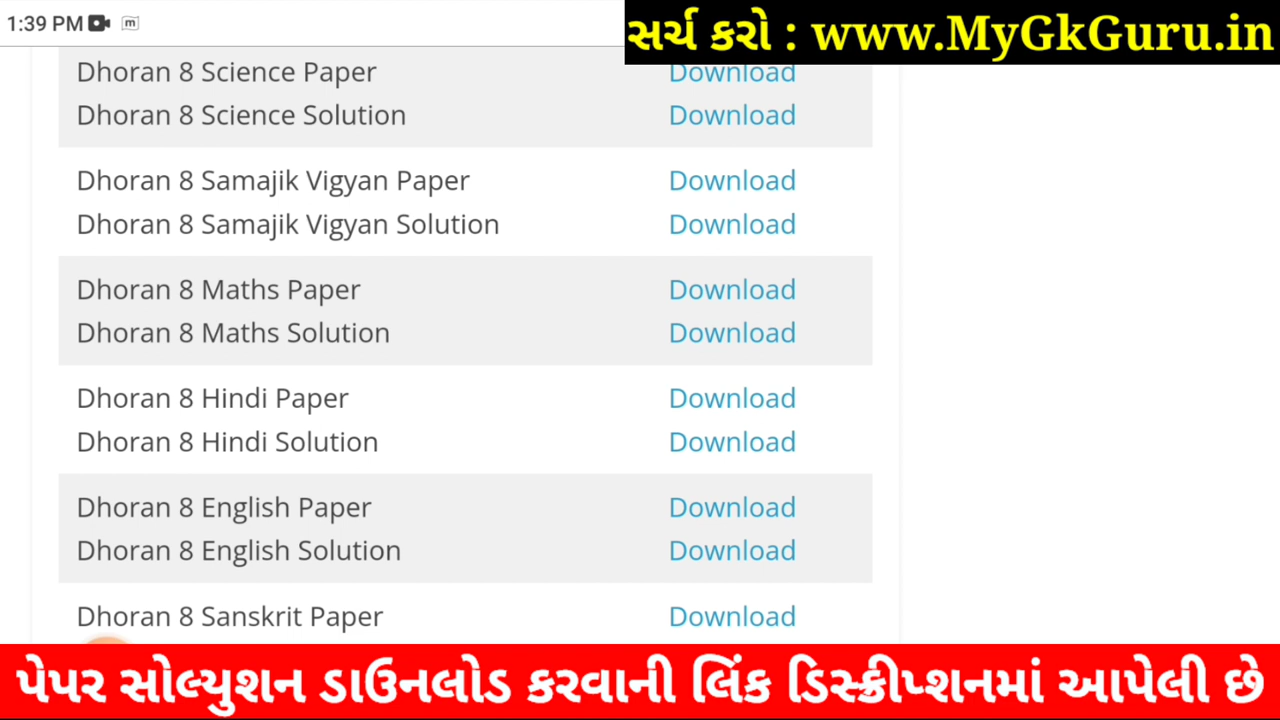 1:39 PM
સર્ચ કરો : www.MyGkGuru.in
Dhoran 8 Science Paper Download
Dhoran 8 Science Solution Download
Dhoran 8 Samajik Vigyan Paper Download
Dhoran 8 Samajik Vigyan Solution Download
Dhoran 8 Maths Paper Download
Dhoran 8 Maths Solution Download
Dhoran 8 Hindi Paper Download
Dhoran 8 Hindi Solution Download
Dhoran 8 English Paper Download
Dhoran 8 English Solution Download
Dhoran 8 Sanskrit Paper Download
પેપર સોલ્યુશન ડાઉનલોડ કરવાની લિંક ડિસ્ક્રીપ્શનમાં આપેલી છે